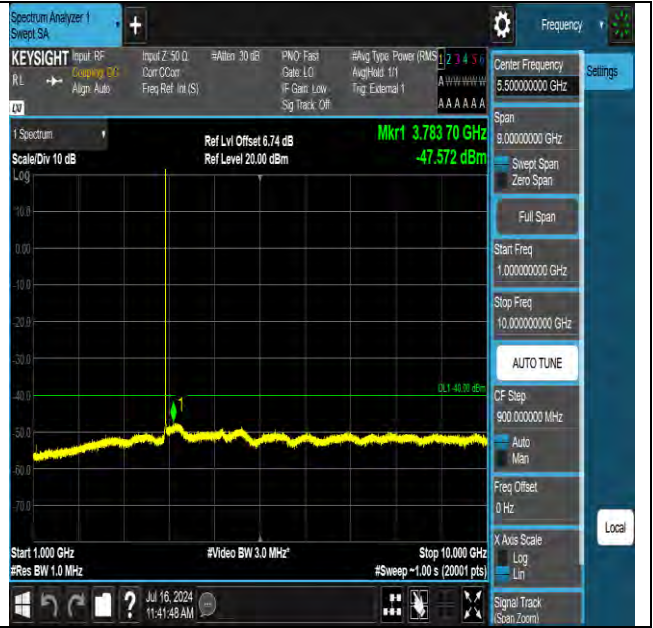 Spectrum Analyzer 1
Swept SA
+
Frequency
KEYSIGHT
RL
LXI
Input: RF
Coupling: DC
Align: Auto
Input Z: 50 Ω
Corr CCorr
Freq Ref: Int (S)
#Atten: 30 dB
PNO: Fast
Gate: LO
IF Gain: Low
Sig Track: Off
#Avg Type: Power (RMS
Avg|Hold: 1/1
Trig: External 1
1 2 3 4 5 6
A W W W W W
A A A A A A
1 Spectrum
Scale/Div 10 dB
Log
Ref Lvl Offset 6.74 dB
Ref Level 20.00 dBm
Mkr1 3.783 70 GHz
-47.572 dBm
10.0
0.00
-10.0
-20.0
-30.0
-40.0
-50.0
-60.0
-70.0
DL1 -40.00 dBm
1
Start 1.000 GHz
#Res BW 1.0 MHz
#Video BW 3.0 MHz*
Stop 10.000 GHz
#Sweep ~1.00 s (20001 pts)
?
Jul 16, 2024
11:41:48 AM
Center Frequency
5.500000000 GHz
Settings
Span
9.00000000 GHz
Swept Span
Zero Span
Full Span
Start Freq
1.000000000 GHz
Stop Freq
10.000000000 GHz
AUTO TUNE
CF Step
900.000000 MHz
Auto
Man
Freq Offset
0 Hz
X Axis Scale
Log
Lin
Local
Signal Track
(Span Zoom)